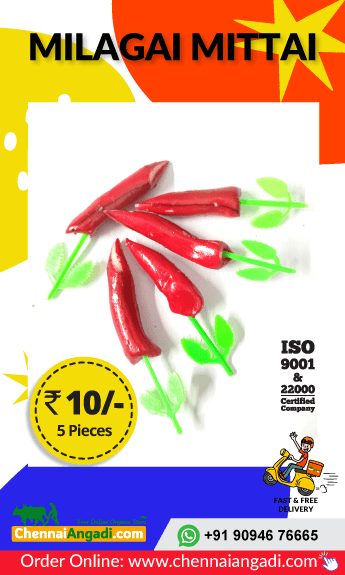 MILAGAI MITTAI
ISO
9001
&
22000
Certified
Company
₹ 10/-
5 Pieces
FAST & FREE
DELIVERY
ChennaiAngadi.com
+91 90946 76665
Order Online: www.chennaiangadi.com